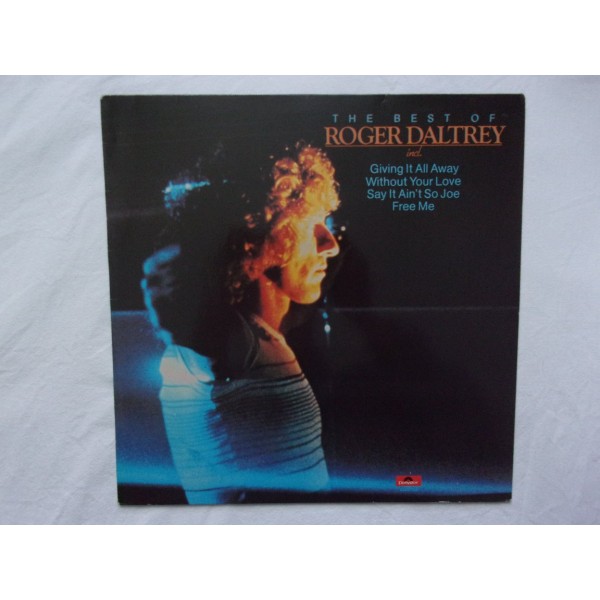 THE BEST OF
ROGER DALTREY
incl.
Giving It All Away
Without Your Love
Say It Ain't So Joe
Free Me